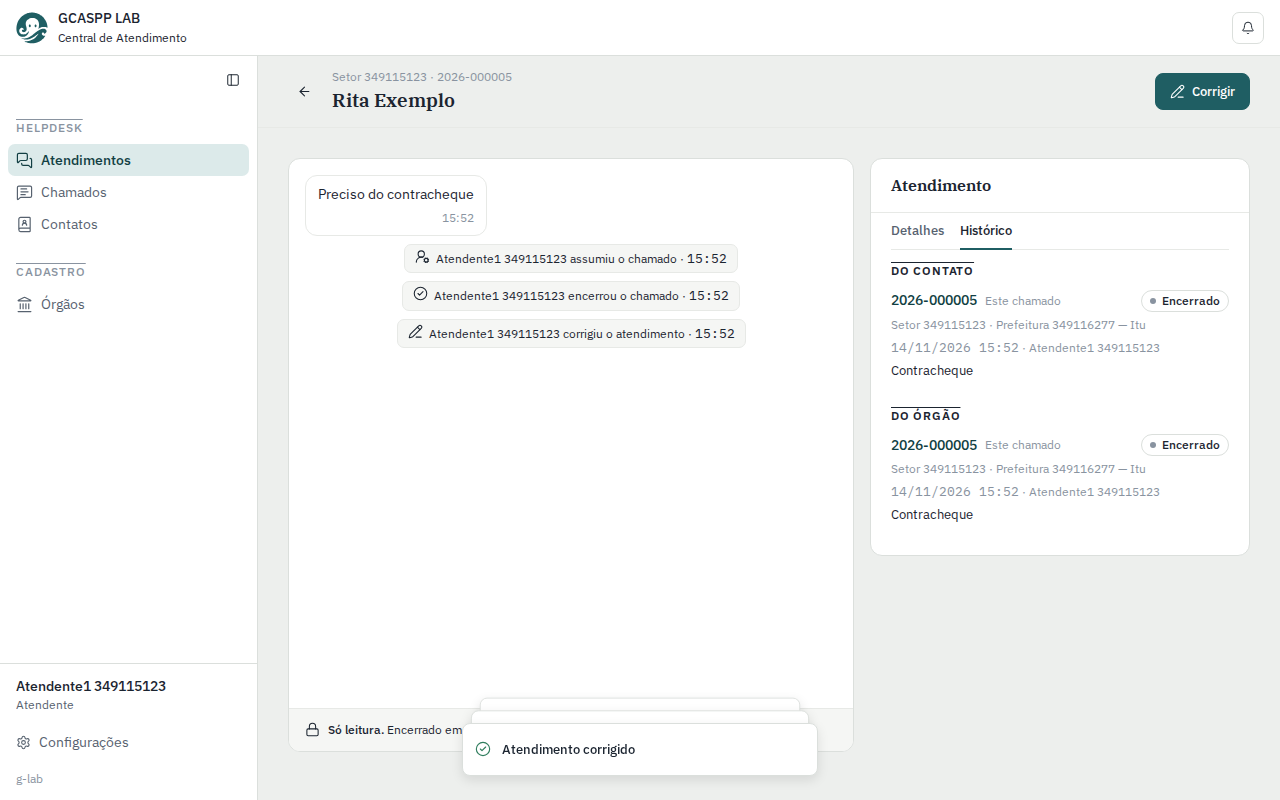 GCASPP LAB
Central de Atendimento
HELPDESK
Atendimentos
Chamados
Contatos
CADASTRO
Órgãos
Atendente1 349115123
Atendente
Configurações
g-lab
Setor 349115123 · 2026-000005
Rita Exemplo
Corrigir
Preciso do contracheque
15:52
Atendente1 349115123 assumiu o chamado · 15:52
Atendente1 349115123 encerrou o chamado · 15:52
Atendente1 349115123 corrigiu o atendimento · 15:52
Só leitura. Encerrado em
Atendimento corrigido
Atendimento
Detalhes Histórico
DO CONTATO
2026-000005 Este chamado Encerrado
Setor 349115123 · Prefeitura 349116277 — Itu
14/11/2026 15:52 · Atendente1 349115123
Contracheque
DO ÓRGÃO
2026-000005 Este chamado Encerrado
Setor 349115123 · Prefeitura 349116277 — Itu
14/11/2026 15:52 · Atendente1 349115123
Contracheque